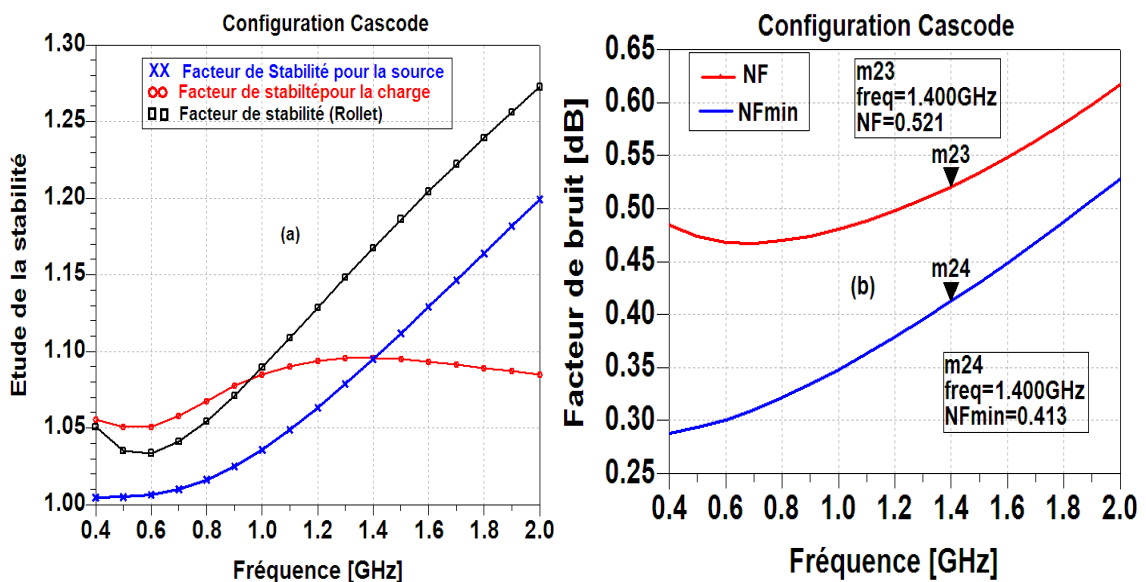 Configuration Cascode
1.30
1.25
1.20
1.15
1.10
1.05
1.00
Etude de la stabilité
XX Facteur de Stabilité pour la source
Facteur de stabiltépour la charge
Facteur de stabilité (Rollet)
(a)
0.4 0.6 0.8 1.0 1.2 1.4 1.6 1.8 2.0
Fréquence [GHz]
Configuration Cascode
0.65
0.60
0.55
0.50
0.45
0.40
0.35
0.30
0.25
Facteur de bruit [dB]
NF
NFmin
m23
freq=1.400GHz
NF=0.521
m23
m24
(b)
m24
freq=1.400GHz
NFmin=0.413
0.4 0.6 0.8 1.0 1.2 1.4 1.6 1.8 2.0
Fréquence [GHz]